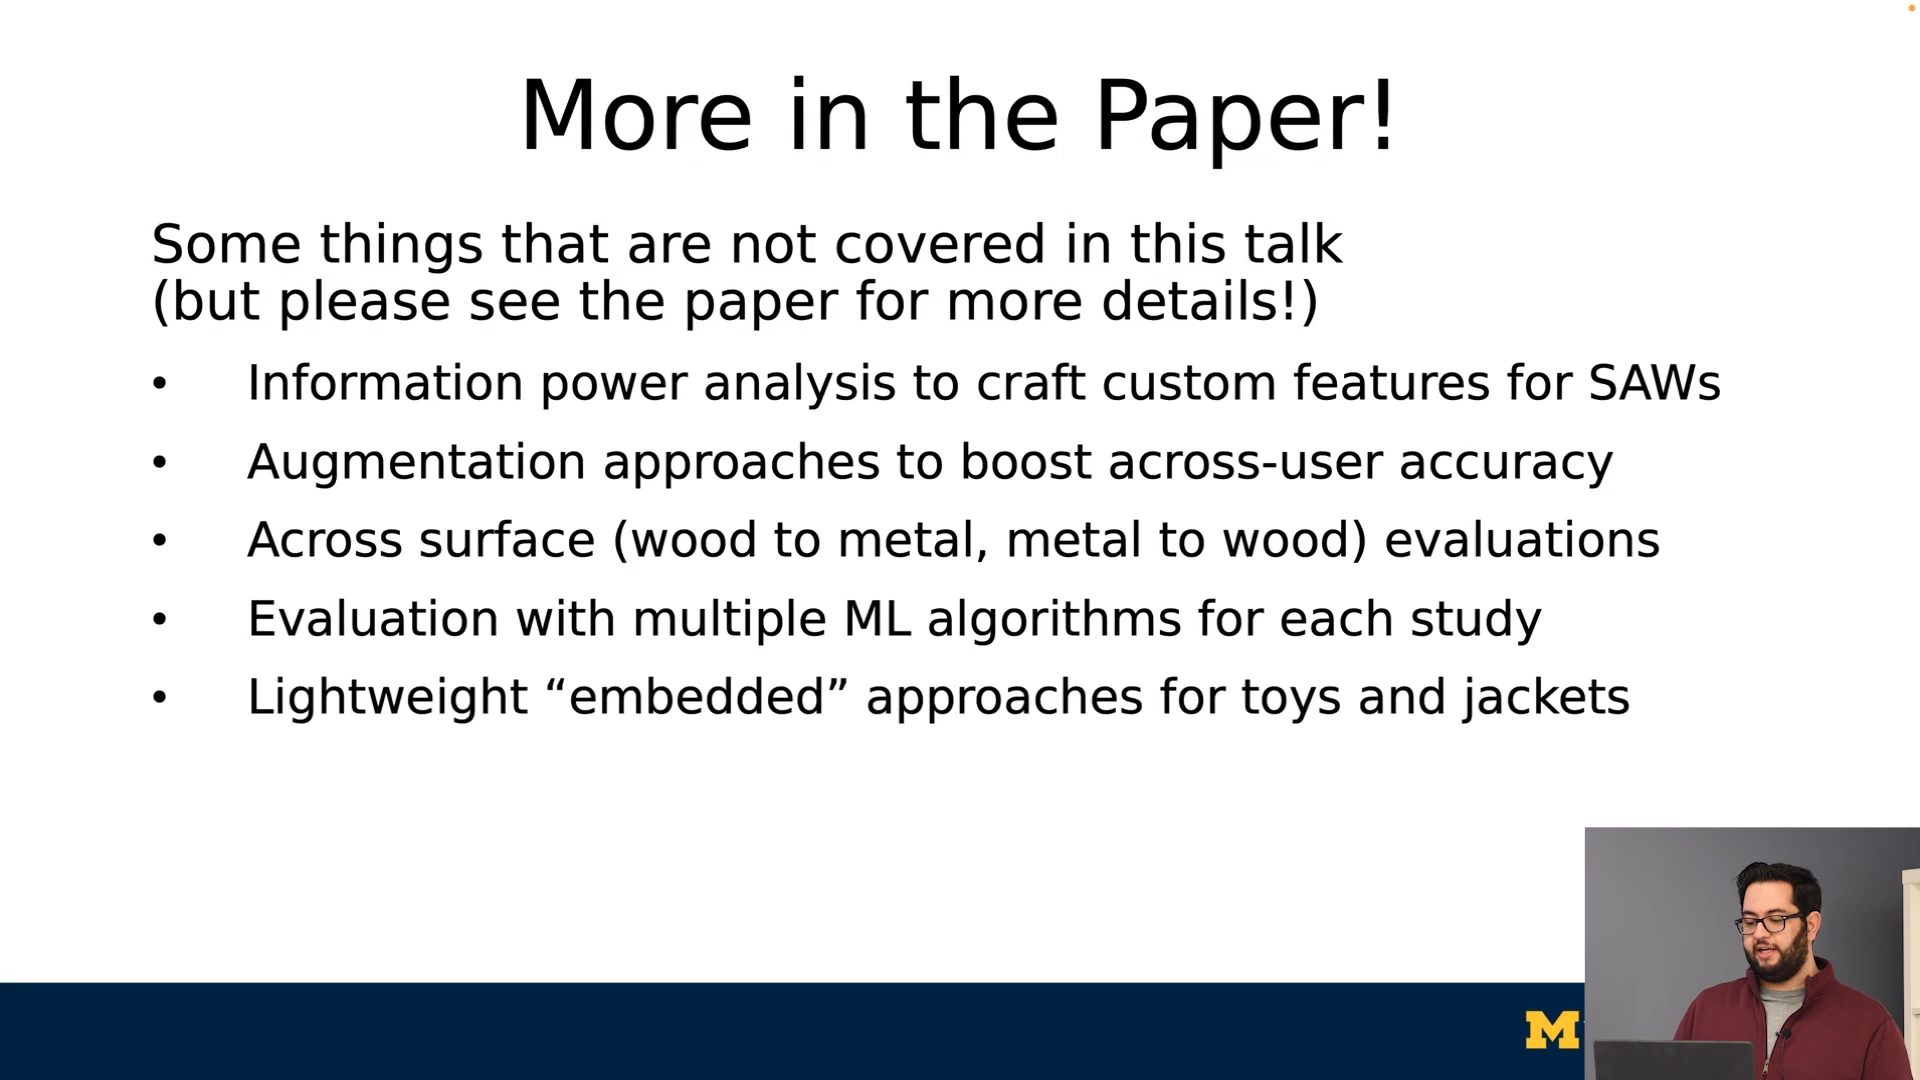 More in the Paper!
Some things that are not covered in this talk
(but please see the paper for more details!)
• Information power analysis to craft custom features for SAWs
• Augmentation approaches to boost across-user accuracy
• Across surface (wood to metal, metal to wood) evaluations
• Evaluation with multiple ML algorithms for each study
• Lightweight “embedded” approaches for toys and jackets
M